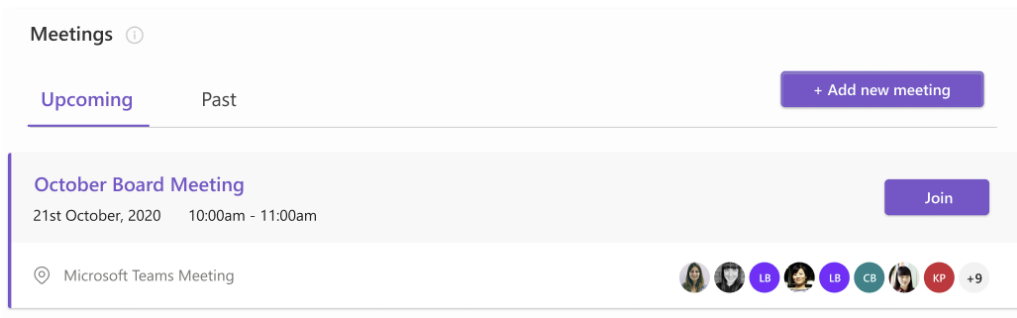 Meetings
Upcoming Past
+ Add new meeting
October Board Meeting
21st October, 2020 10:00am - 11:00am
Join
Microsoft Teams Meeting
LB LB CB KP +9